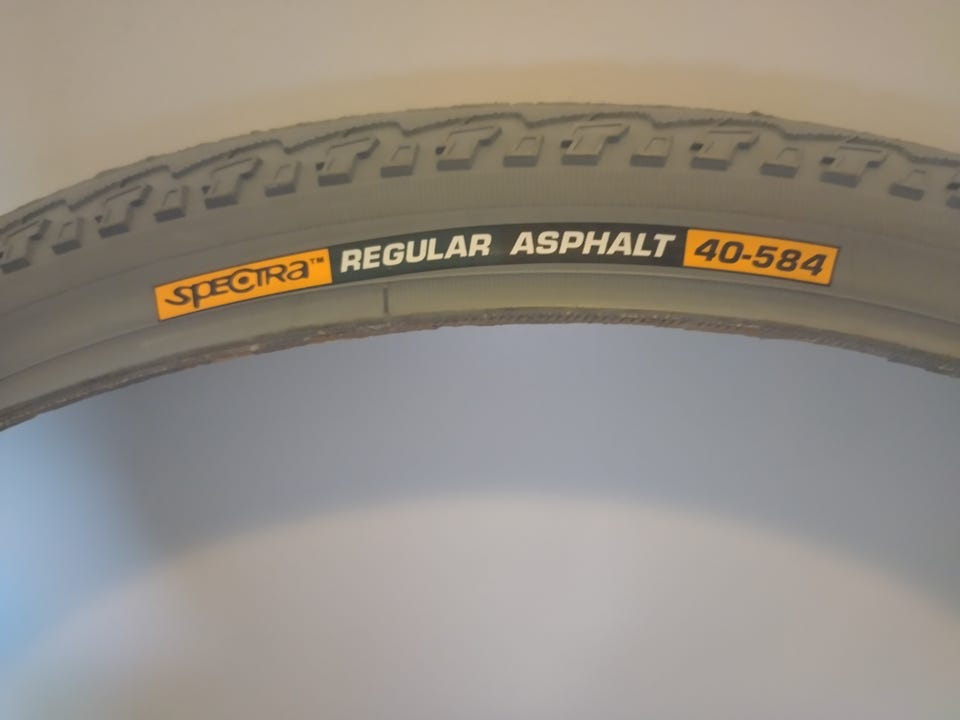 SPECTRA™ REGULAR ASPHALT 40-584